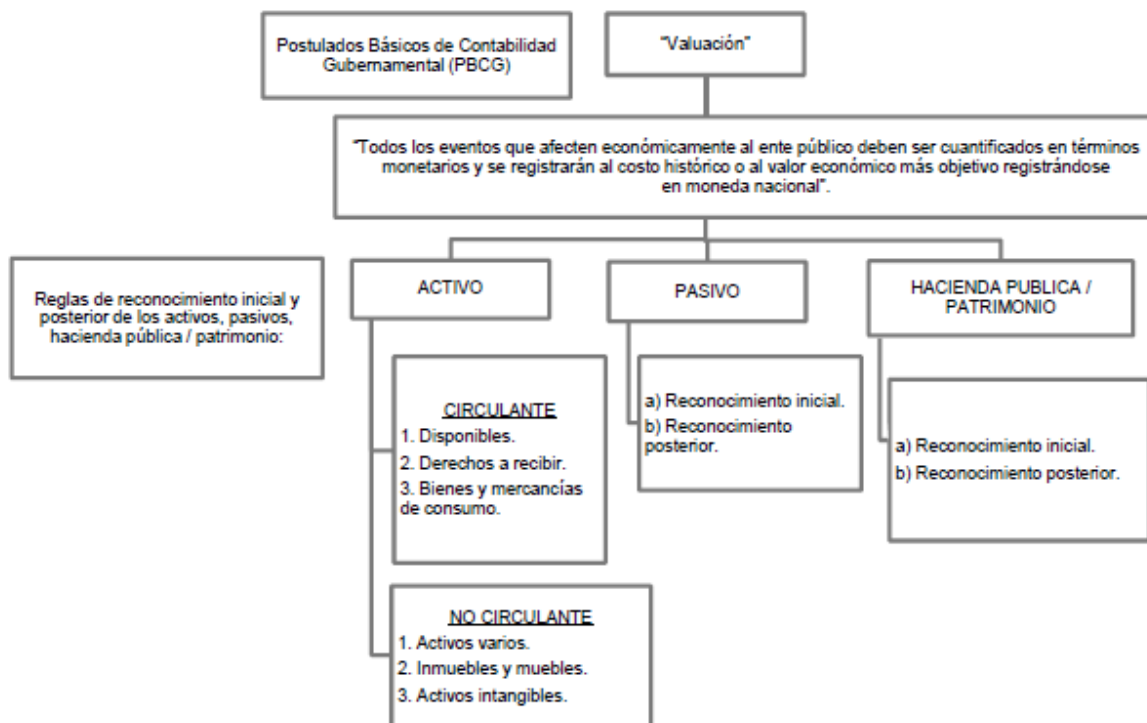 Postulados Básicos de Contabilidad
Gubernamental (PBCG)
"Valuación"
"Todos los eventos que afecten económicamente al ente público deben ser cuantificados en términos
monetarios y se registrarán al costo histórico o al valor económico más objetivo registrándose
en moneda nacional".
Reglas de reconocimiento inicial y
posterior de los activos, pasivos,
hacienda pública / patrimonio:
ACTIVO
PASIVO
HACIENDA PUBLICA /
PATRIMONIO
CIRCULANTE
1. Disponibles.
2. Derechos a recibir.
3. Bienes y mercancías
de consumo.
a) Reconocimiento inicial.
b) Reconocimiento
posterior.
a) Reconocimiento inicial.
b) Reconocimiento posterior.
NO CIRCULANTE
1. Activos varios.
2. Inmuebles y muebles.
3. Activos intangibles.